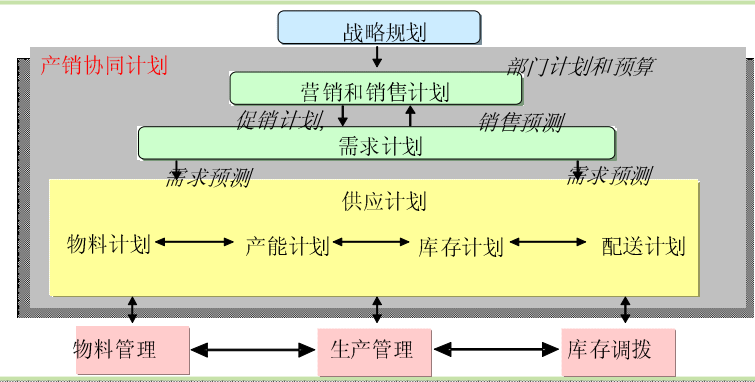 战略规划
产销协同计划
部门计划和预算
营销和销售计划
促销计划,
销售预测
需求计划
需求预测
需求预测
供应计划
物料计划
产能计划
库存计划
配送计划
物料管理
生产管理
库存调拨